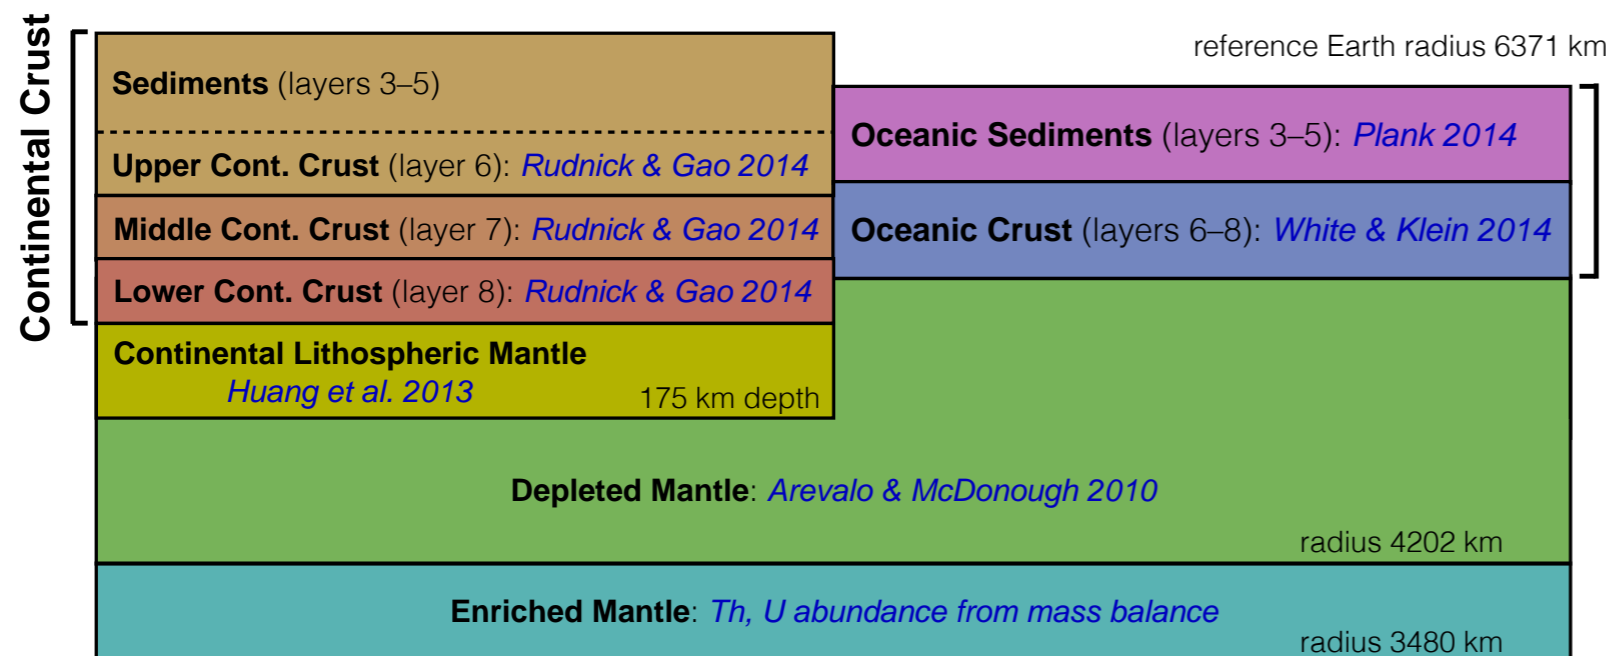 Continental Crust
reference Earth radius 6371 km
Sediments (layers 3–5)
Upper Cont. Crust (layer 6): Rudnick & Gao 2014
Middle Cont. Crust (layer 7): Rudnick & Gao 2014
Lower Cont. Crust (layer 8): Rudnick & Gao 2014
Continental Lithospheric Mantle
Huang et al. 2013
175 km depth
Oceanic Sediments (layers 3–5): Plank 2014
Oceanic Crust (layers 6–8): White & Klein 2014
Depleted Mantle: Arevalo & McDonough 2010
radius 4202 km
Enriched Mantle: Th, U abundance from mass balance
radius 3480 km